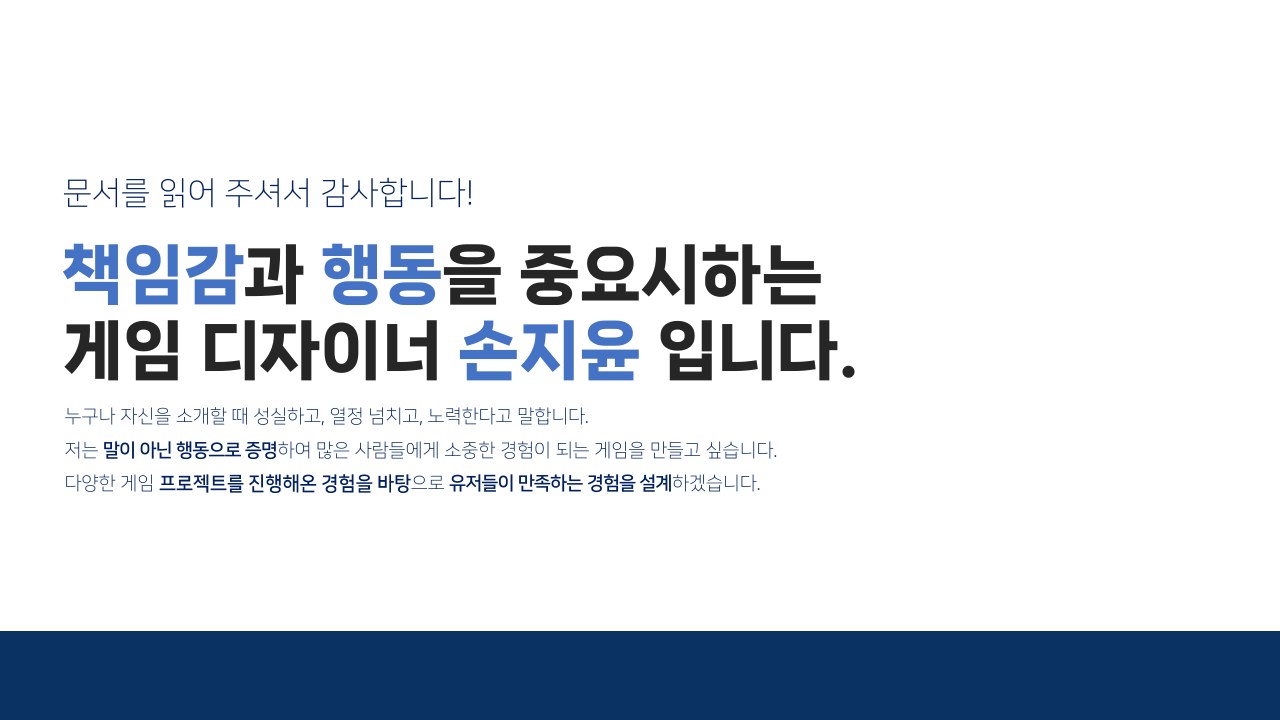 문서를 읽어 주셔서 감사합니다!
책임감과 행동을 중요시하는
게임 디자이너 손지윤 입니다.
누구나 자신을 소개할 때 성실하고, 열정 넘치고, 노력한다고 말합니다.
저는 말이 아닌 행동으로 증명하여 많은 사람들에게 소중한 경험이 되는 게임을 만들고 싶습니다.
다양한 게임 프로젝트를 진행해온 경험을 바탕으로 유저들이 만족하는 경험을 설계하겠습니다.